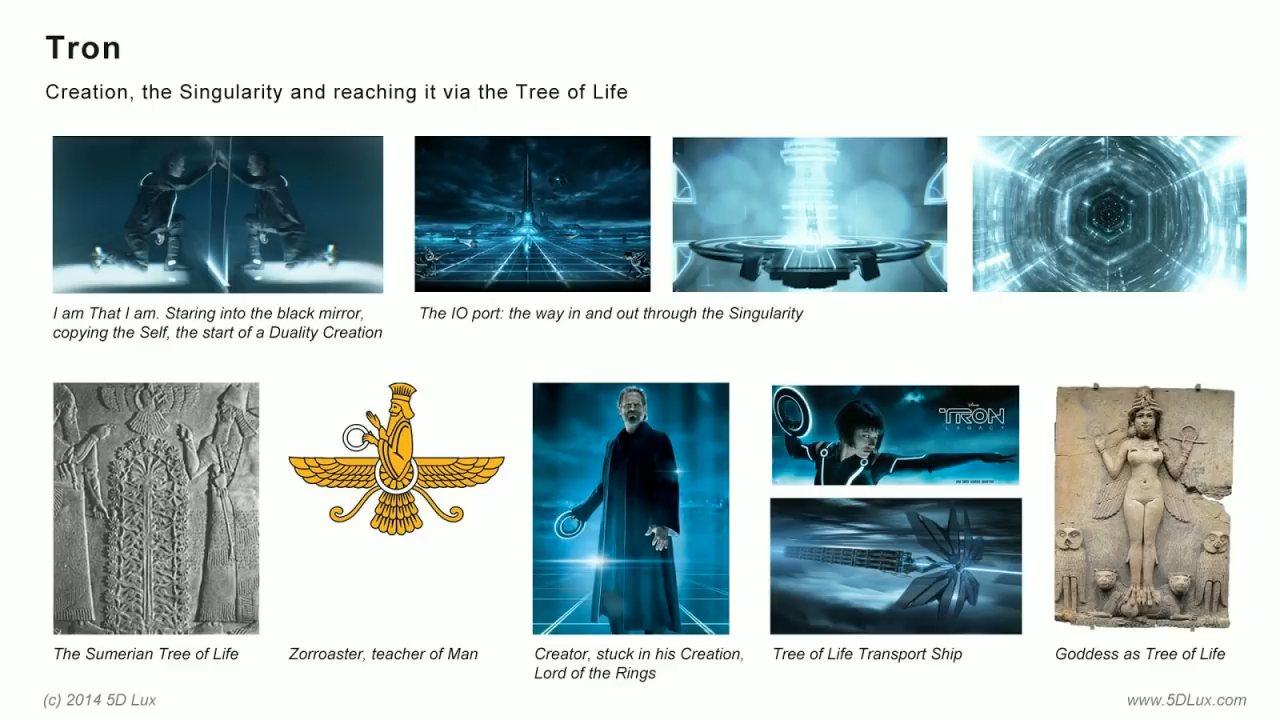 Tron
Creation, the Singularity and reaching it via the Tree of Life
I am That I am. Staring into the black mirror,
copying the Self, the start of a Duality Creation
The IO port: the way in and out through the Singularity
TRON
LEGACY
The Sumerian Tree of Life
Zorroaster, teacher of Man
Creator, stuck in his Creation,
Lord of the Rings
Tree of Life Transport Ship
Goddess as Tree of Life
(c) 2014 5D Lux
www.5DLux.com